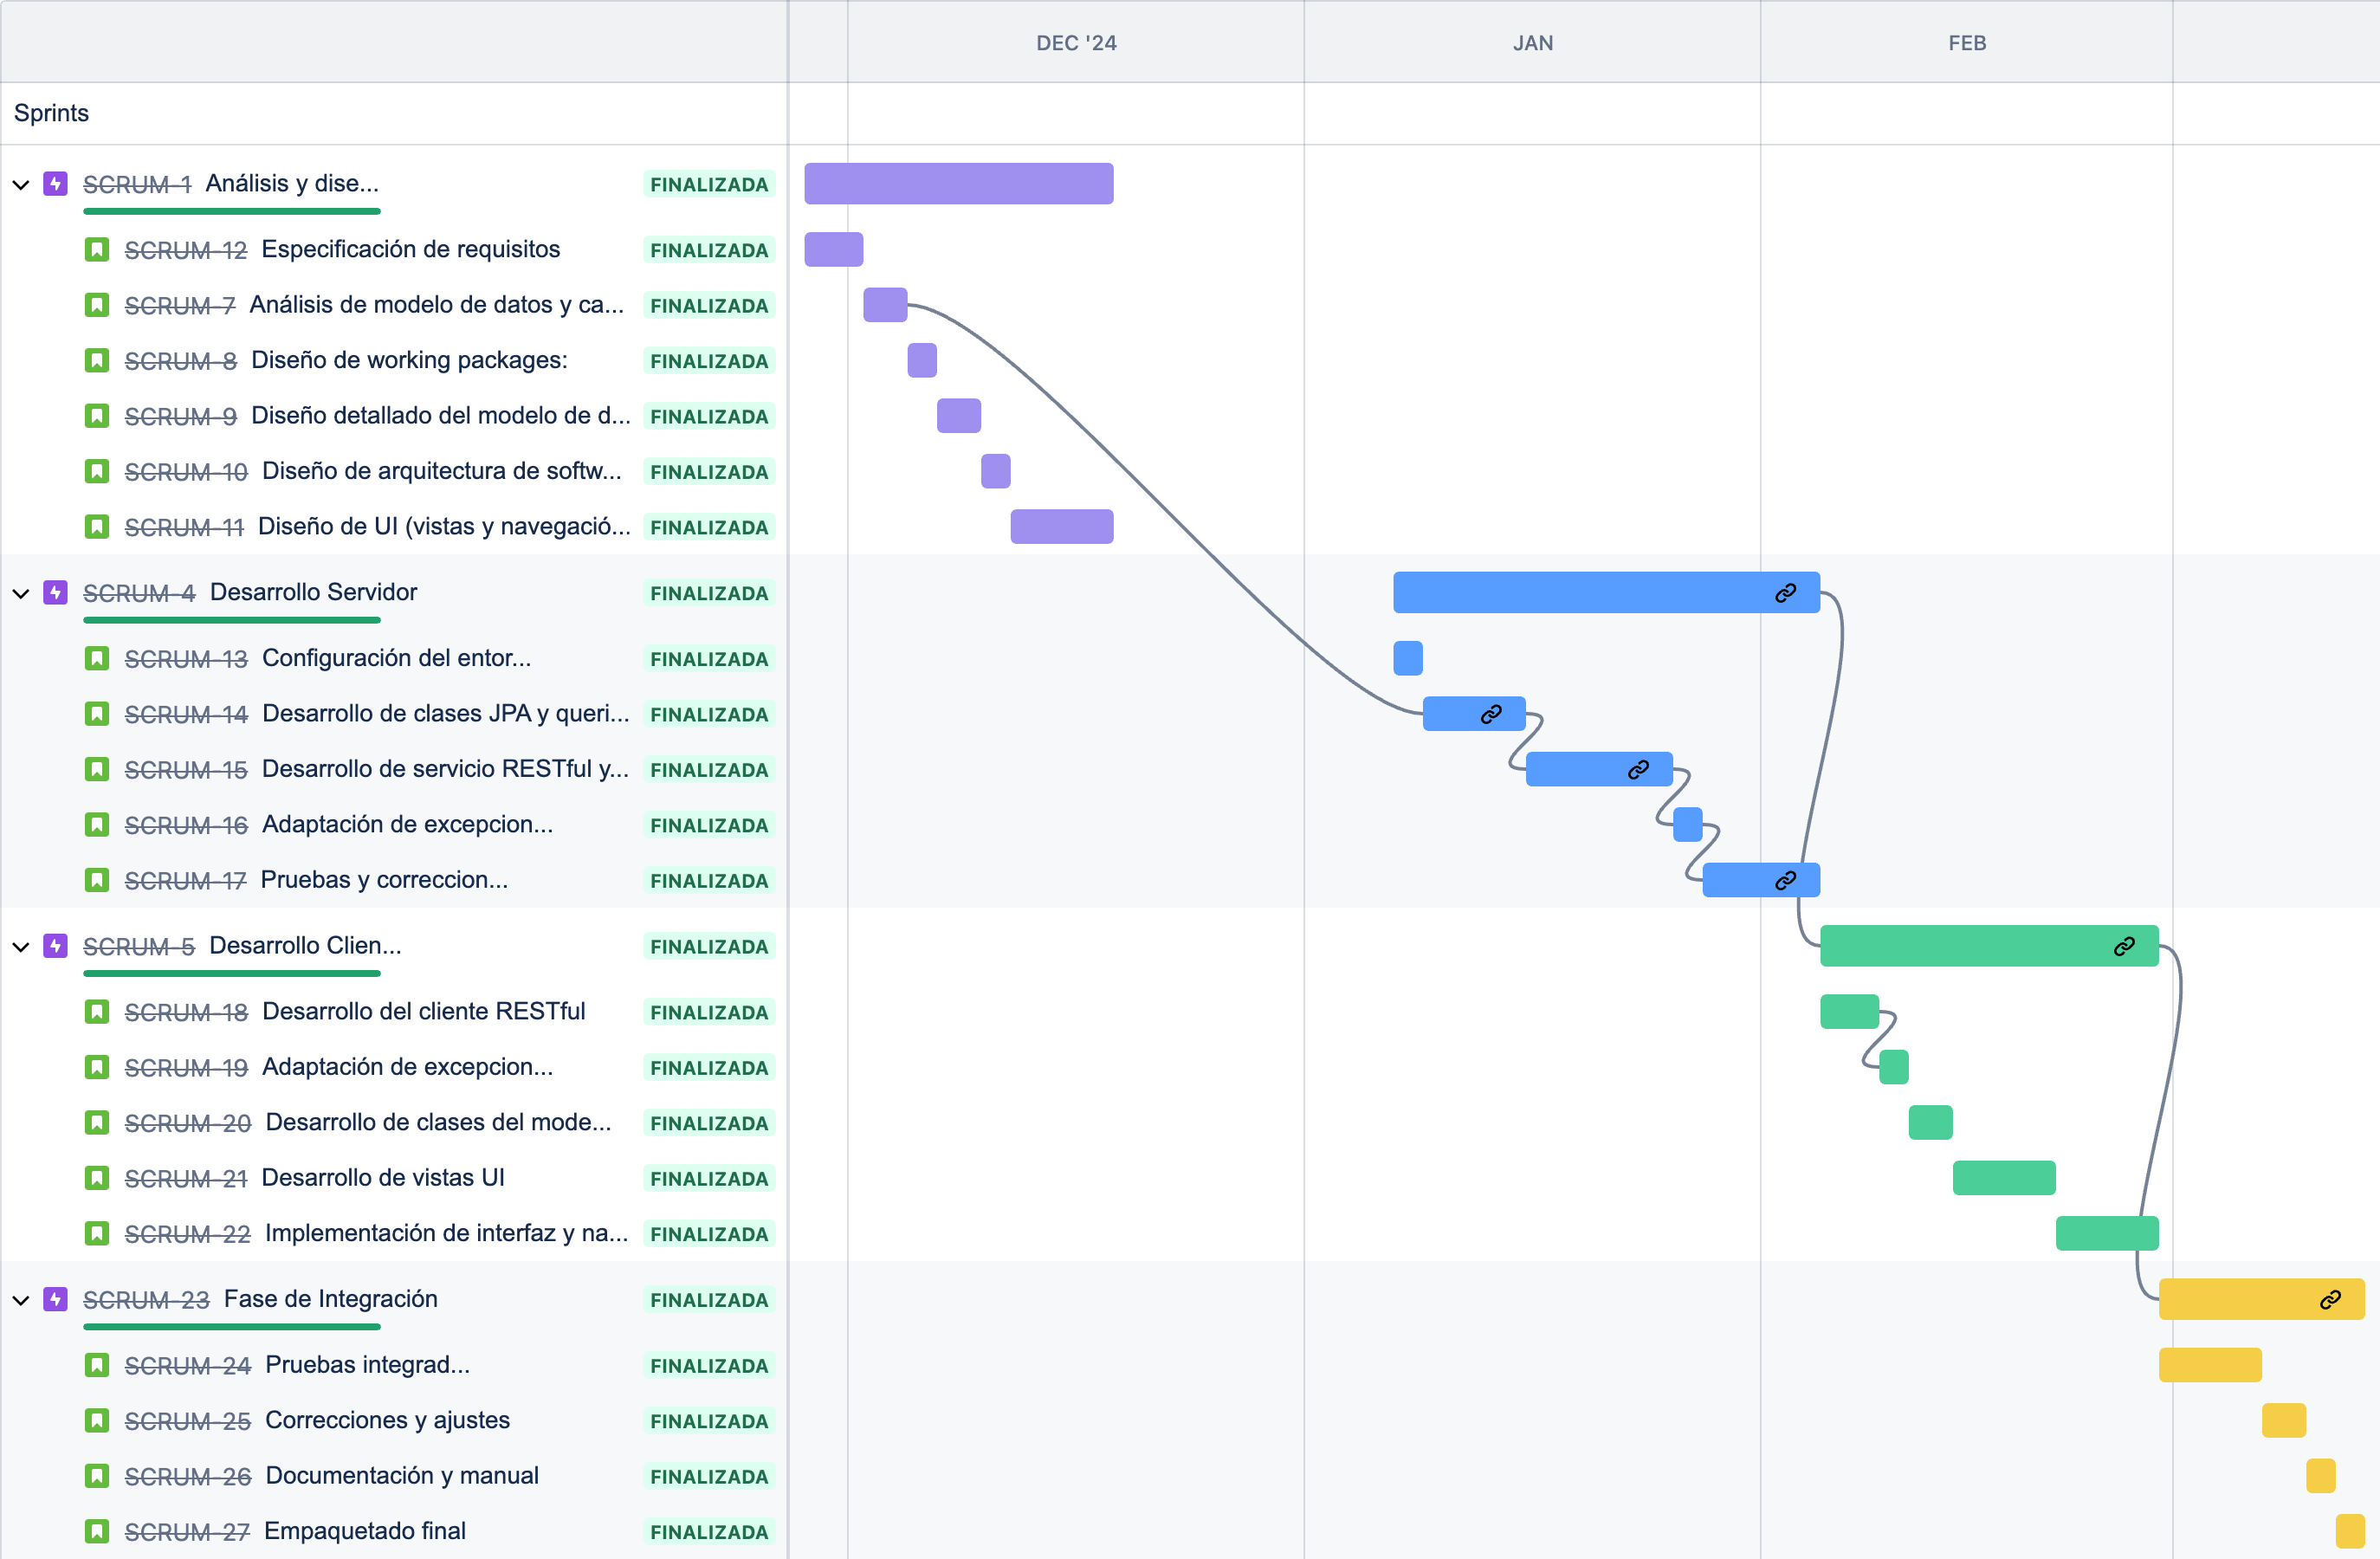 DEC '24 JAN FEB
Sprints
SCRUM-1 Análisis y dise... FINALIZADA
SCRUM-12 Especificación de requisitos FINALIZADA
SCRUM-7 Análisis de modelo de datos y ca... FINALIZADA
SCRUM-8 Diseño de working packages: FINALIZADA
SCRUM-9 Diseño detallado del modelo de d... FINALIZADA
SCRUM-10 Diseño de arquitectura de softw... FINALIZADA
SCRUM-11 Diseño de UI (vistas y navegació... FINALIZADA
SCRUM-4 Desarrollo Servidor FINALIZADA
SCRUM-13 Configuración del entor... FINALIZADA
SCRUM-14 Desarrollo de clases JPA y queri... FINALIZADA
SCRUM-15 Desarrollo de servicio RESTful y... FINALIZADA
SCRUM-16 Adaptación de excepcion... FINALIZADA
SCRUM-17 Pruebas y correccion... FINALIZADA
SCRUM-5 Desarrollo Clien... FINALIZADA
SCRUM-18 Desarrollo del cliente RESTful FINALIZADA
SCRUM-19 Adaptación de excepcion... FINALIZADA
SCRUM-20 Desarrollo de clases del mode... FINALIZADA
SCRUM-21 Desarrollo de vistas UI FINALIZADA
SCRUM-22 Implementación de interfaz y na... FINALIZADA
SCRUM-23 Fase de Integración FINALIZADA
SCRUM-24 Pruebas integrad... FINALIZADA
SCRUM-25 Correcciones y ajustes FINALIZADA
SCRUM-26 Documentación y manual FINALIZADA
SCRUM-27 Empaquetado final FINALIZADA